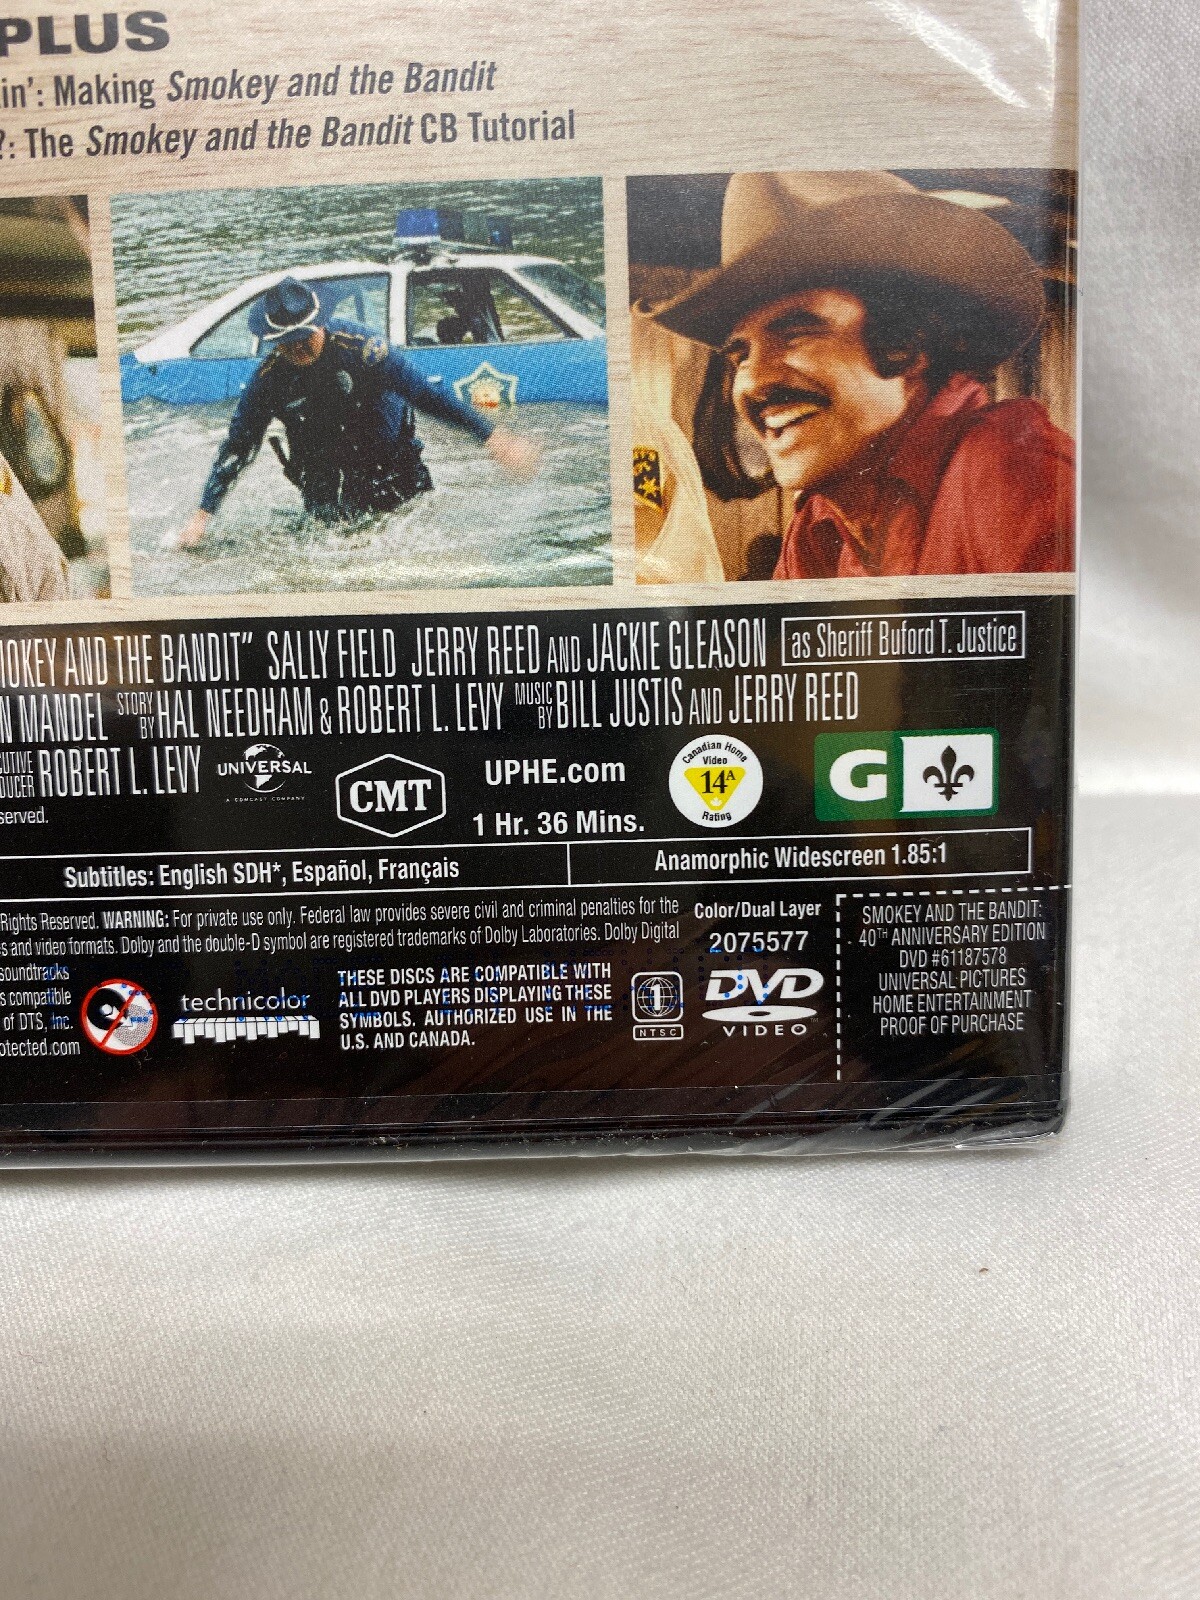 PLUS
in': Making Smokey and the Bandit
?: The Smokey and the Bandit CB Tutorial
MOKEY AND THE BANDIT" SALLY FIELD JERRY REED AND JACKIE GLEASON as Sheriff Buford T. Justice
N MANDEL STORY BY HAL NEEDHAM & ROBERT L. LEVY MUSIC BY BILL JUSTIS AND JERRY REED
ROBERT L. LEVY
served.
UNIVERSAL
A COMCAST COMPANY
CMT
UPHE.com
1 Hr. 36 Mins.
Canadian Home
Video
14A
Rating
G
Subtitles: English SDH*, Español, Français
Anamorphic Widescreen 1.85:1
Rights Reserved. WARNING: For private use only. Federal law provides severe civil and criminal penalties for the
s and video formats. Dolby and the double-D symbol are registered trademarks of Dolby Laboratories. Dolby Digital
soundtracks
s compatible
of DTS, Inc.
otected.com
technicolor
THESE DISCS ARE COMPATIBLE WITH
ALL DVD PLAYERS DISPLAYING THESE
SYMBOLS. AUTHORIZED USE IN THE
U.S. AND CANADA.
1
NTSC
Color/Dual Layer
2075577
DVD
VIDEO
SMOKEY AND THE BANDIT:
40TH ANNIVERSARY EDITION
DVD #61187578
UNIVERSAL PICTURES
HOME ENTERTAINMENT
PROOF OF PURCHASE